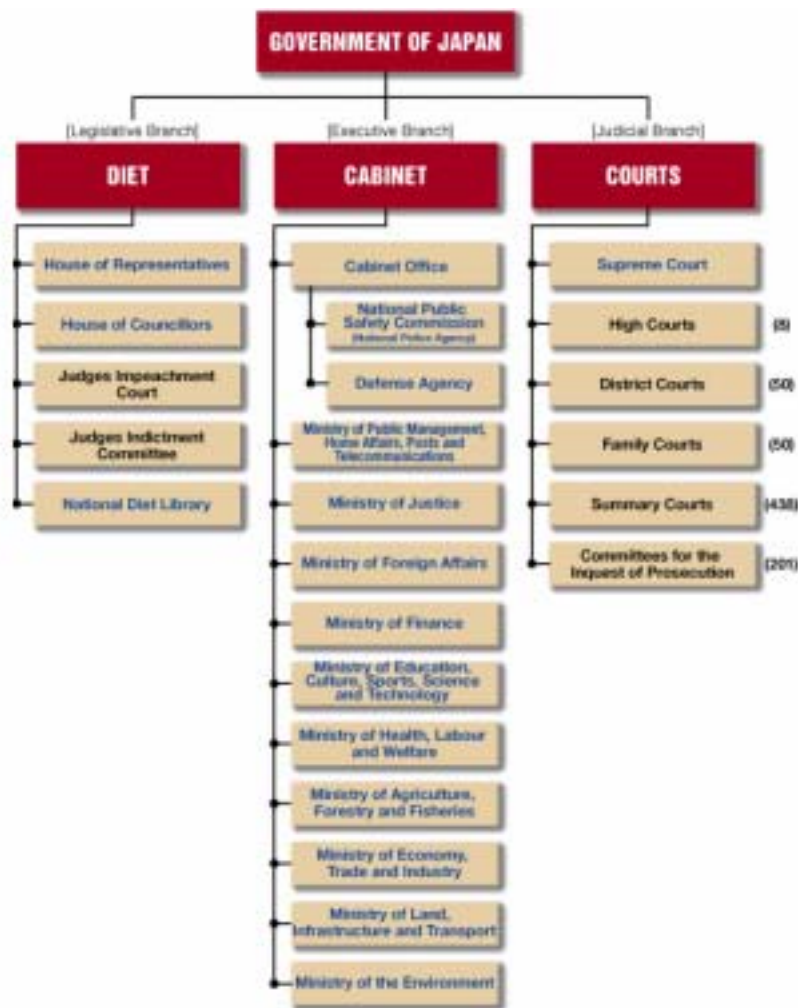 GOVERNMENT OF JAPAN
[Legislative Branch]
DIET
House of Representatives
House of Councillors
Judges Impeachment
Court
Judges Indictment
Committee
National Diet Library
[Executive Branch]
CABINET
Cabinet Office
National Public
Safety Commission
(National Police Agency)
Defense Agency
Ministry of Public Management,
Home Affairs, Posts and
Telecommunications
Ministry of Justice
Ministry of Foreign Affairs
Ministry of Finance
Ministry of Education,
Culture, Sports, Science
and Technology
Ministry of Health, Labour
and Welfare
Ministry of Agriculture,
Forestry and Fisheries
Ministry of Economy,
Trade and Industry
Ministry of Land,
Infrastructure and Transport
Ministry of the Environment
[Judicial Branch]
COURTS
Supreme Court
High Courts (8)
District Courts (50)
Family Courts (50)
Summary Courts (438)
Committees for the
Inquest of Prosecution (201)